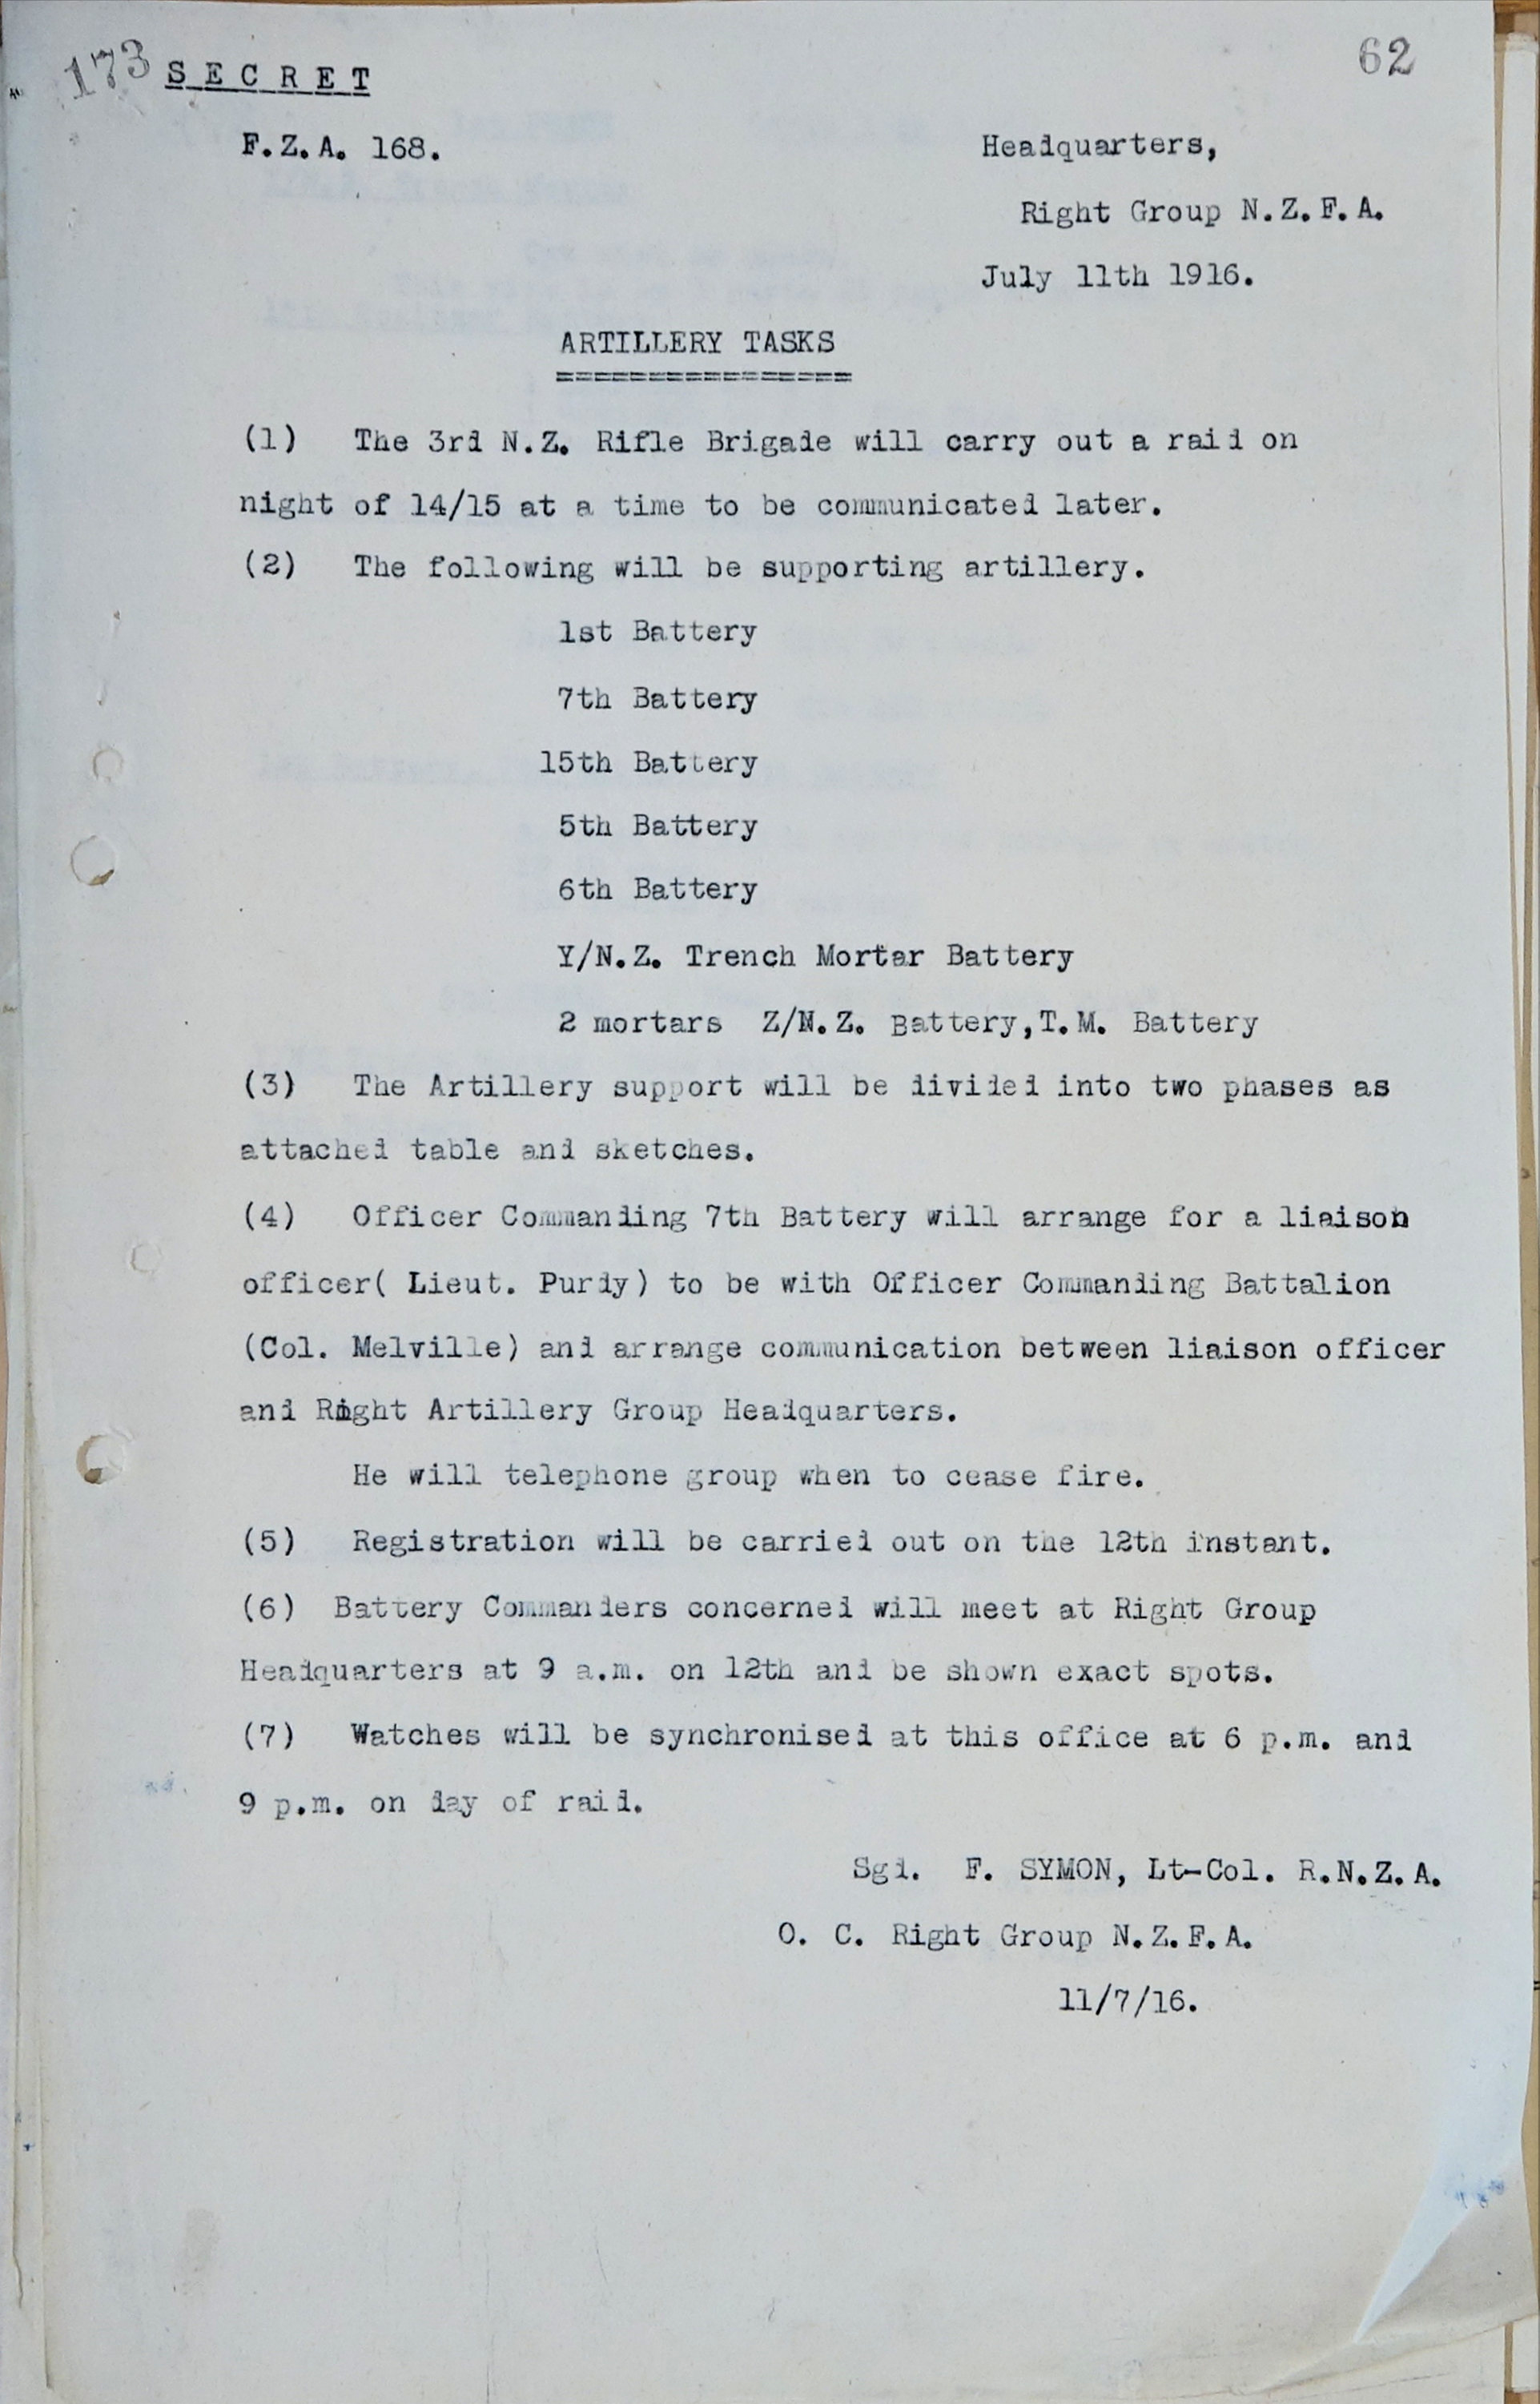 173 SECRET
62
F.Z.A. 168.
Headquarters,
Right Group N.Z.F.A.
July 11th 1916.
ARTILLERY TASKS
(1) The 3rd N.Z. Rifle Brigade will carry out a raid on
night of 14/15 at a time to be communicated later.
(2) The following will be supporting artillery.
1st Battery
7th Battery
15th Battery
5th Battery
6th Battery
Y/N.Z. Trench Mortar Battery
2 mortars Z/N.Z. Battery,T.M. Battery
(3) The Artillery support will be divided into two phases as
attached table and sketches.
(4) Officer Commanding 7th Battery will arrange for a liaison
officer( Lieut. Purdy) to be with Officer Commanding Battalion
(Col. Melville) and arrange communication between liaison officer
and Right Artillery Group Headquarters.
He will telephone group when to cease fire.
(5) Registration will be carried out on the 12th instant.
(6) Battery Commanders concerned will meet at Right Group
Headquarters at 9 a.m. on 12th and be shown exact spots.
(7) Watches will be synchronised at this office at 6 p.m. and
9 p.m. on day of raid.
Sgd. F. SYMON, Lt-Col. R.N.Z.A.
O. C. Right Group N.Z.F.A.
11/7/16.